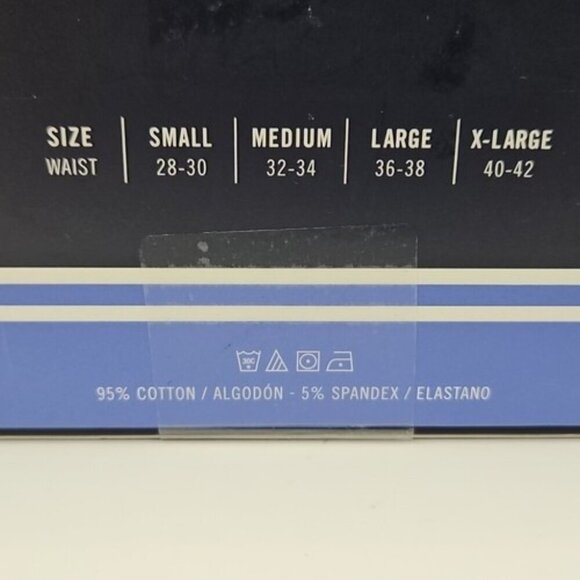 SIZE SMALL MEDIUM LARGE X-LARGE
WAIST 28-30 32-34 36-38 40-42
30C
95% COTTON / ALGODÓN - 5% SPANDEX / ELASTANO